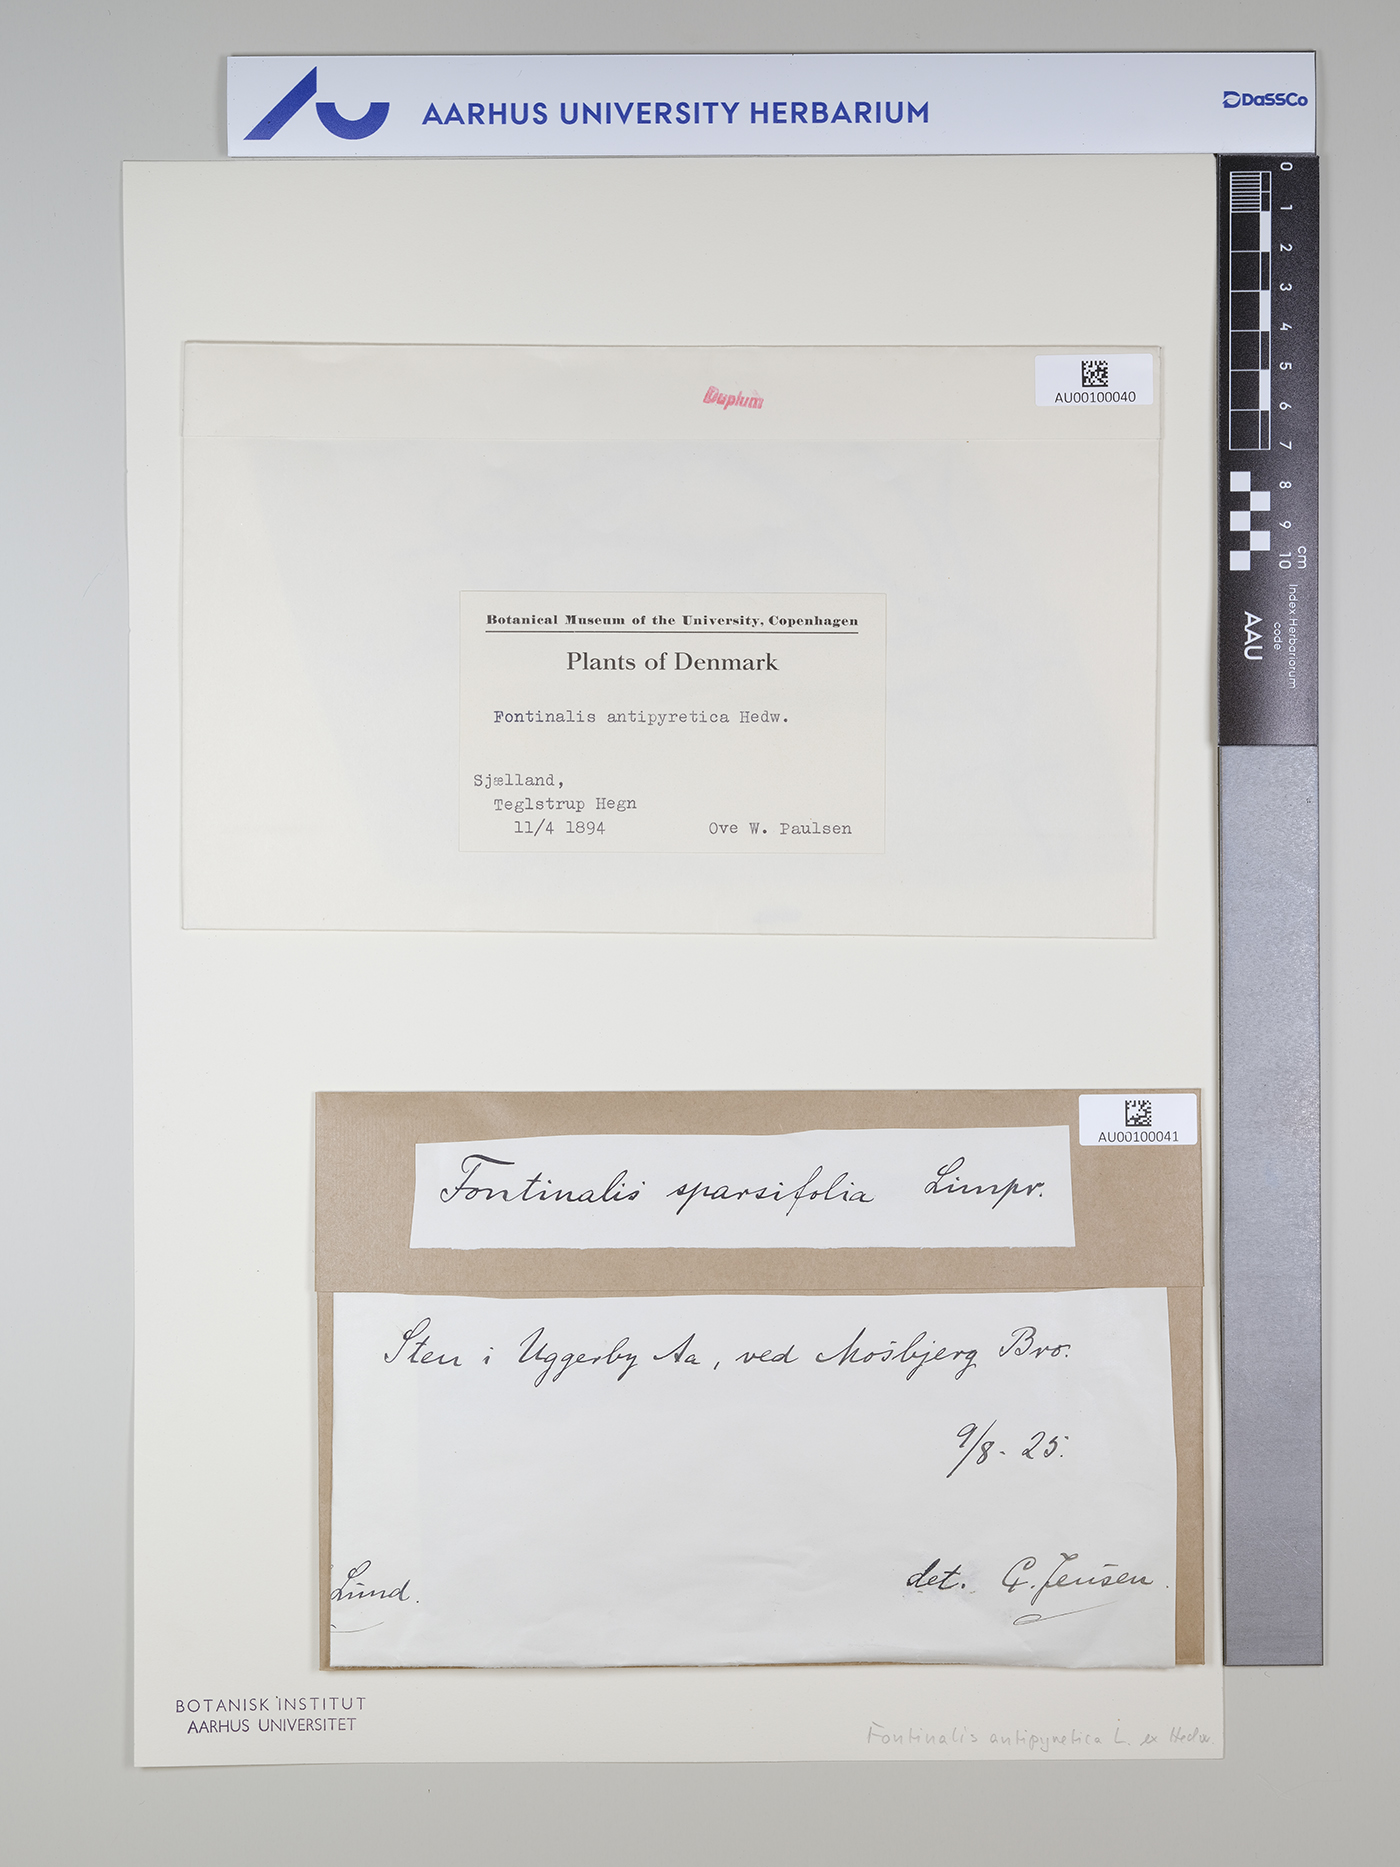 AARHUS UNIVERSITY HERBARIUM
DaSSCo
0 1 2 3 4 5 6 7 8 9 10 cm
Index Herbariorum code
AAU
Duplum
AU00100040
Botanical Museum of the University, Copenhagen
Plants of Denmark
Fontinalis antipyretica Hedw.
Sjælland,
Teglstrup Hegn
11/4 1894 Ove W. Paulsen
AU00100041
Fontinalis sparsifolia Limpr.
Sten i Uggerby Aa, ved Mosbjerg Bro.
9/8 - 25.
Lund. det. C. Jensen.
BOTANISK INSTITUT
AARHUS UNIVERSITET
Fontinalis antipyretica L. ex Hedw.